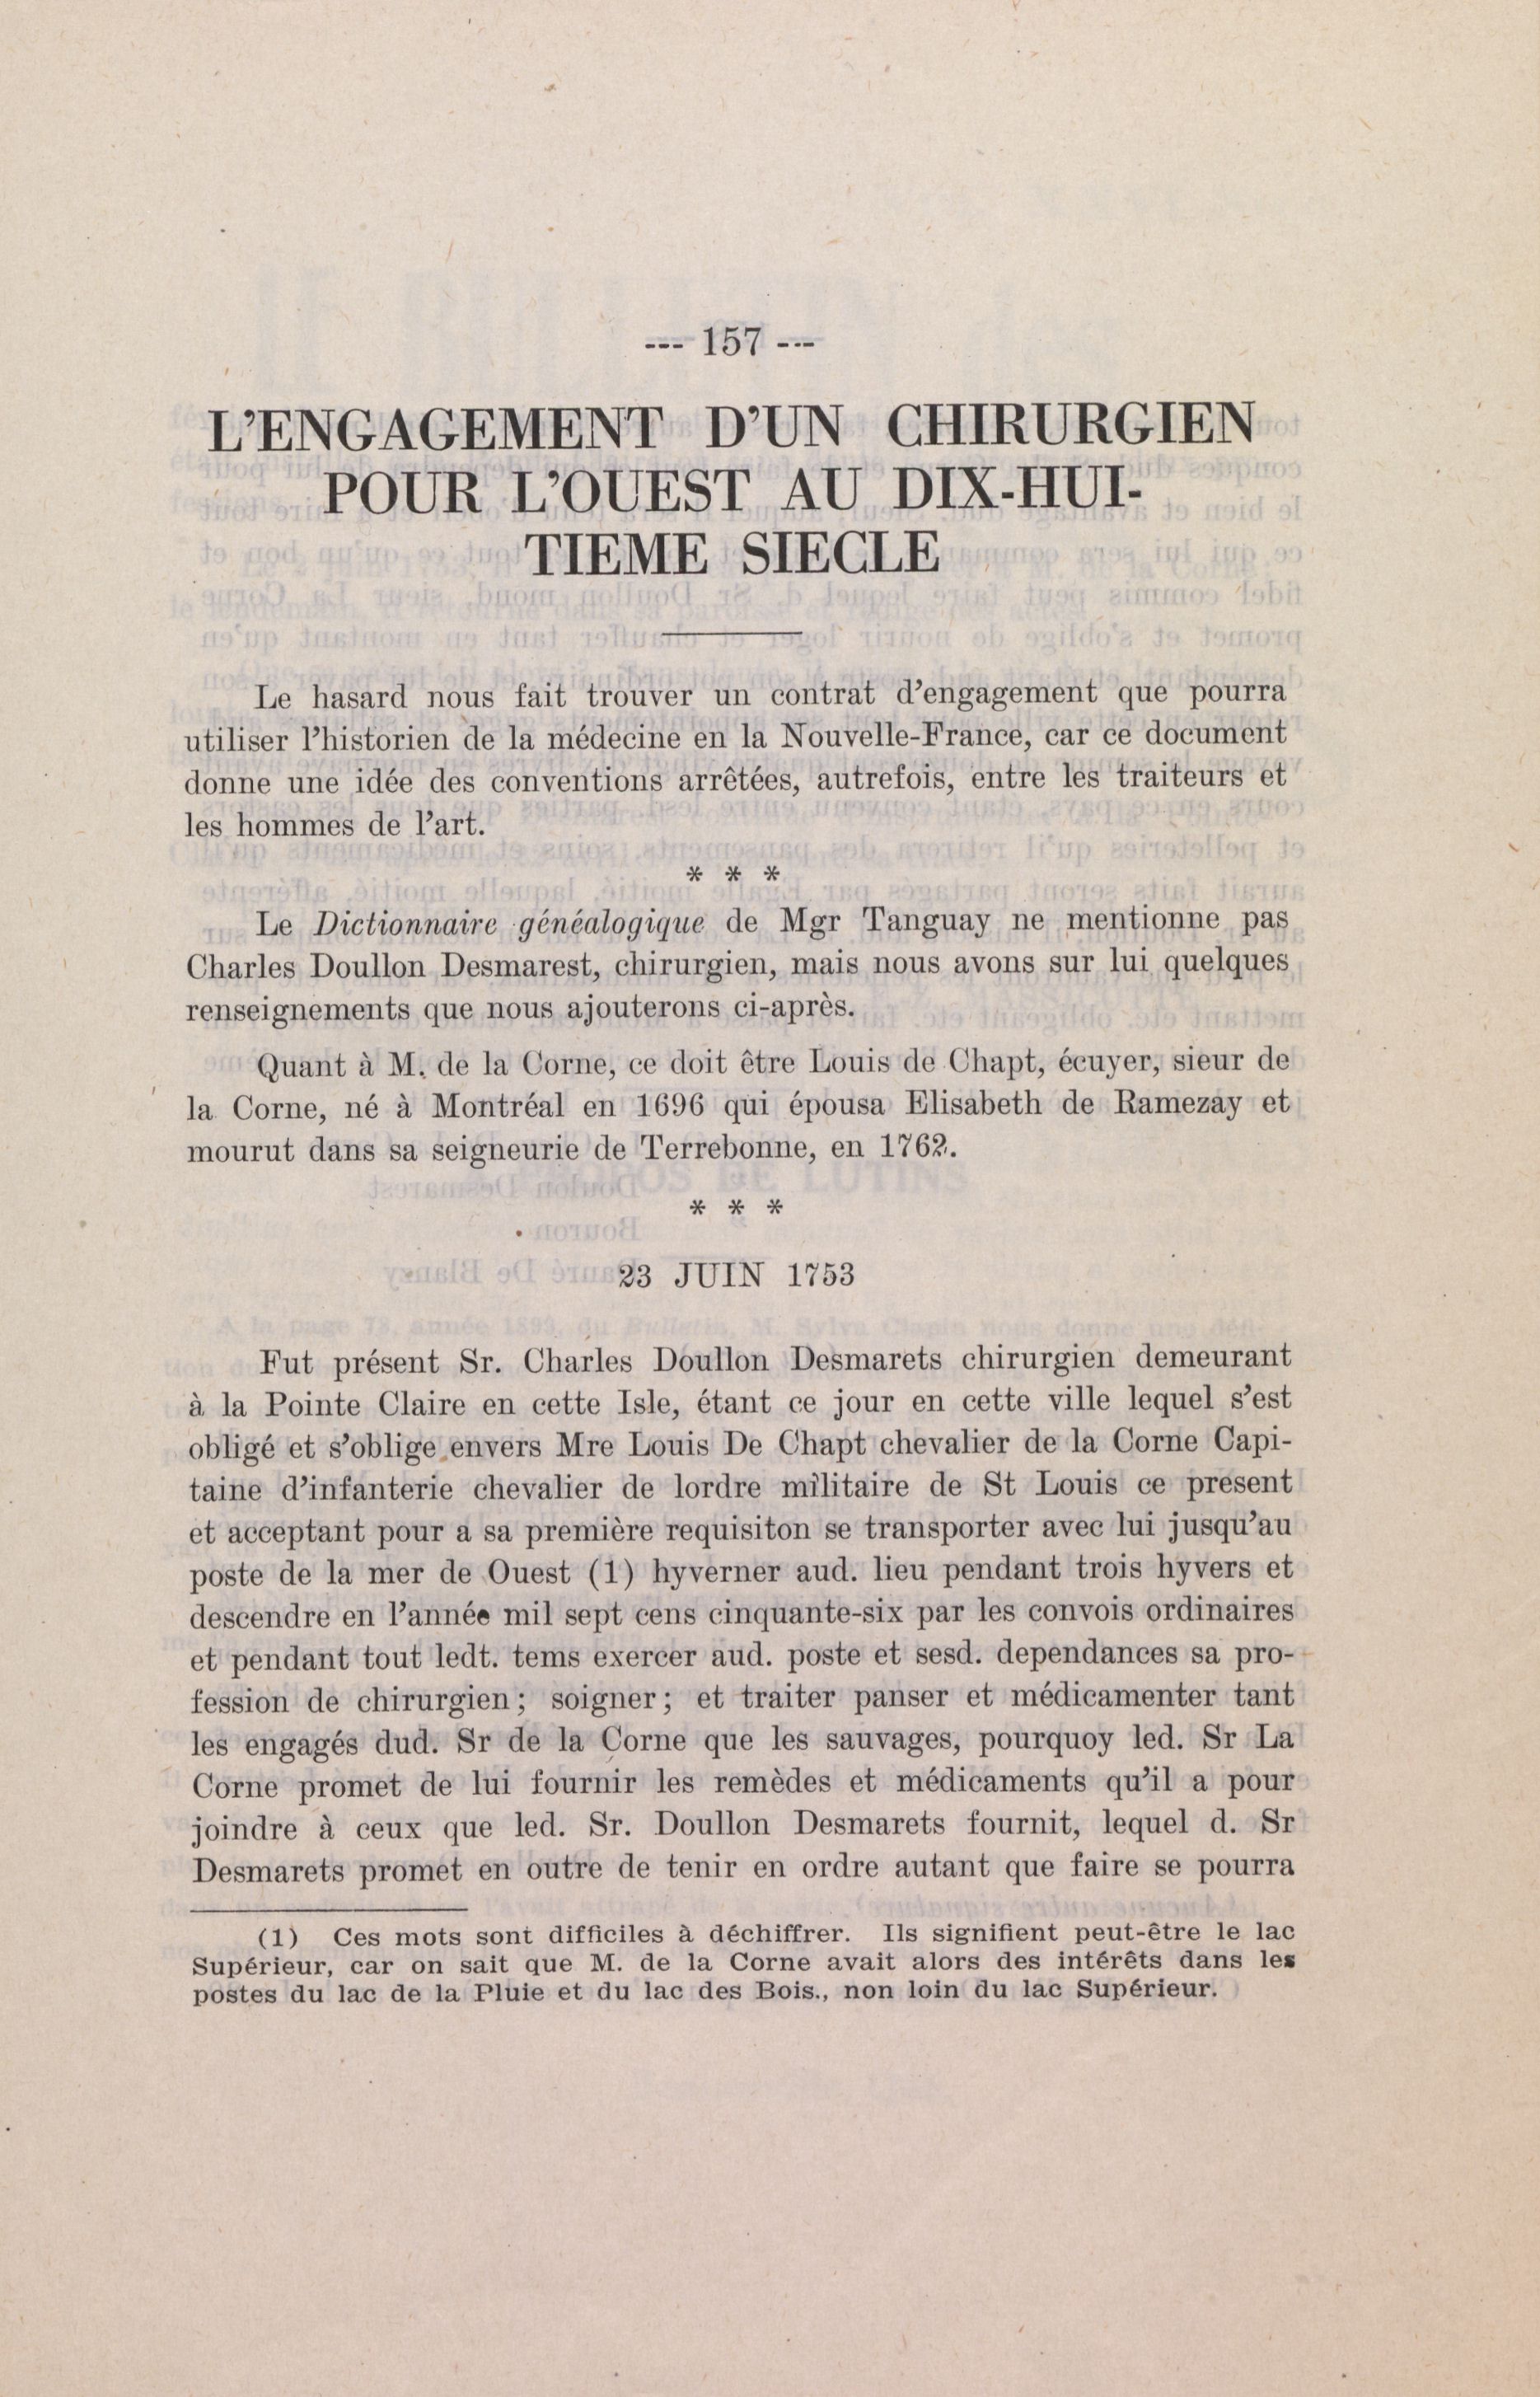 --- 157 ---
L'ENGAGEMENT D'UN CHIRURGIEN
POUR L'OUEST AU DIX-HUI-
TIEME SIECLE
Le hasard nous fait trouver un contrat d'engagement que pourra
utiliser l'historien de la médecine en la Nouvelle-France, car ce document
donne une idée des conventions arrêtées, autrefois, entre les traiteurs et
les hommes de l'art.
* * *
Le Dictionnaire généalogique de Mgr Tanguay ne mentionne pas
Charles Doullon Desmarest, chirurgien, mais nous avons sur lui quelques
renseignements que nous ajouterons ci-après.
Quant à M. de la Corne, ce doit être Louis de Chapt, écuyer, sieur de
la Corne, né à Montréal en 1696 qui épousa Elisabeth de Ramezay et
mourut dans sa seigneurie de Terrebonne, en 1762.
* * *
23 JUIN 1753
Fut présent Sr. Charles Doullon Desmarets chirurgien demeurant
à la Pointe Claire en cette Isle, étant ce jour en cette ville lequel s'est
obligé et s'oblige envers Mre Louis De Chapt chevalier de la Corne Capi-
taine d'infanterie chevalier de lordre militaire de St Louis ce present
et acceptant pour a sa première requisiton se transporter avec lui jusqu'au
poste de la mer de Ouest (1) hyverner aud. lieu pendant trois hyvers et
descendre en l'année mil sept cens cinquante-six par les convois ordinaires
et pendant tout ledt. tems exercer aud. poste et sesd. dependances sa pro-
fession de chirurgien; soigner; et traiter panser et médicamenter tant
les engagés dud. Sr de la Corne que les sauvages, pourquoy led. Sr La
Corne promet de lui fournir les remèdes et médicaments qu'il a pour
joindre à ceux que led. Sr. Doullon Desmarets fournit, lequel d. Sr
Desmarets promet en outre de tenir en ordre autant que faire se pourra
(1) Ces mots sont difficiles à déchiffrer. Ils signifient peut-être le lac
Supérieur, car on sait que M. de la Corne avait alors des intérêts dans les
postes du lac de la Pluie et du lac des Bois., non loin du lac Supérieur.